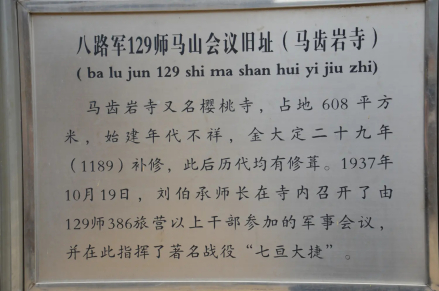 八路军129师马山会议旧址（马齿岩寺）
( ba lu jun 129 shi ma shan hui yi jiu zhi)
马齿岩寺又名樱桃寺，占地 608 平方
米，始建年代不祥，金大定二十九年
（1189）补修，此后历代均有修葺。1937年
10月19日，刘伯承师长在寺内召开了由
129师386旅营以上干部参加的军事会议，
并在此指挥了著名战役“七亘大捷”。